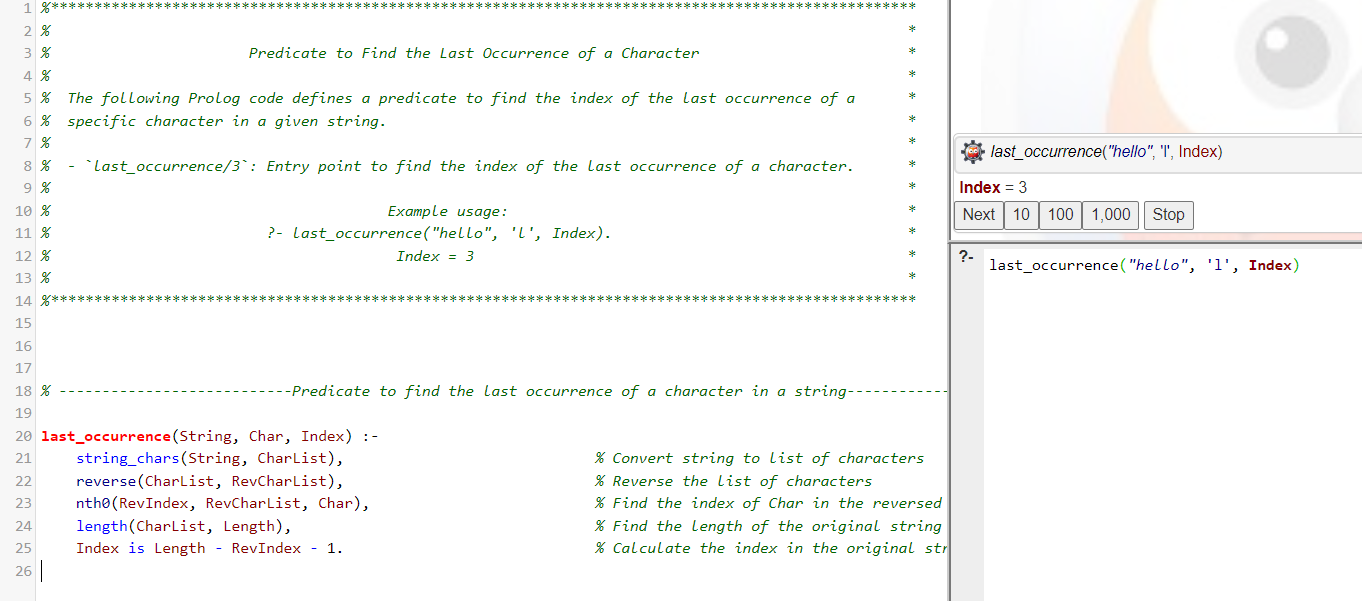 1 %****************************************************************************************************
2 % *
3 % Predicate to Find the Last Occurrence of a Character *
4 % *
5 % The following Prolog code defines a predicate to find the index of the last occurrence of a *
6 % specific character in a given string. *
7 % *
8 % - `last_occurrence/3`: Entry point to find the index of the last occurrence of a character. *
9 % *
10 % Example usage: *
11 % ?- last_occurrence("hello", 'l', Index). *
12 % Index = 3 *
13 % *
14 %****************************************************************************************************
15
16
17
18 % ---------------------------Predicate to find the last occurrence of a character in a string------------
19
20 last_occurrence(String, Char, Index) :-
21 string_chars(String, CharList), % Convert string to list of characters
22 reverse(CharList, RevCharList), % Reverse the list of characters
23 nth0(RevIndex, RevCharList, Char), % Find the index of Char in the reversed
24 length(CharList, Length), % Find the length of the original string
25 Index is Length - RevIndex - 1. % Calculate the index in the original str
26
last_occurrence("hello", 'l', Index)
Index = 3
Next 10 100 1,000 Stop
?- last_occurrence("hello", 'l', Index)